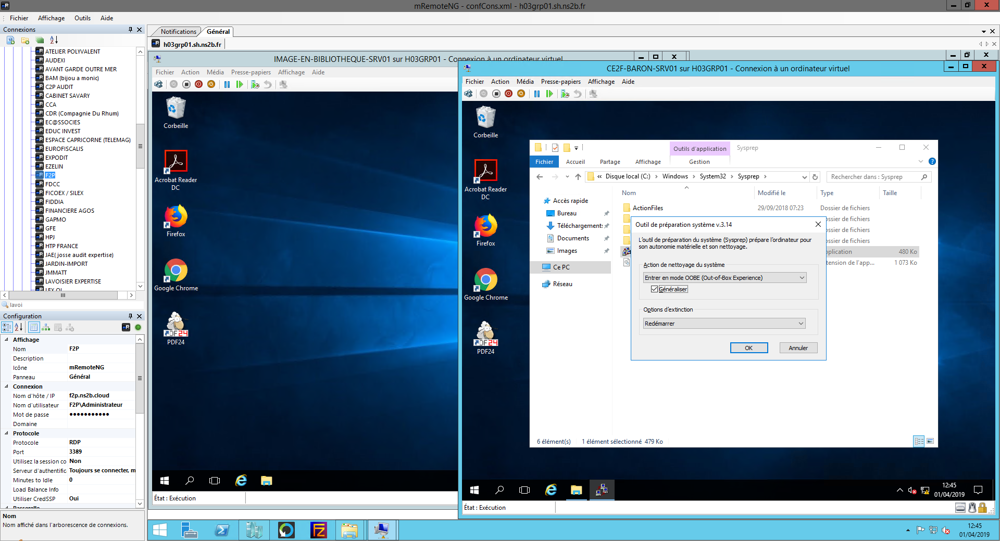 mRemoteNG - confCons.xml - h03grp01.sh.ns2b.fr
Fichier Affichage Outils Aide
Connexions
ATELIER POLYVALENT
AUDEXI
AVANT GARDE OUTRE MER
BAM (bijou a monic)
C2P AUDIT
CABINET SAVARY
CCA
CDR (Compagnie Du Rhum)
EC@SSOCIES
EDUC INVEST
ESPACE CAPRICORNE (TELEMAG)
EUROFISCALIS
EXPODIT
EZELIN
F2P
FDCC
FICOEX / SILEX
FIDDIA
FINANCIERE AGOS
GAPMO
GFE
HPJ
HTP FRANCE
JAE( josse audit expertise)
JARDIN-IMPORT
JMMATT
LAVOISIER EXPERTISE
LEX OI
lavoi
Configuration
Affichage
Nom F2P
Description
Icône mRemoteNG
Panneau Général
Connexion
Nom d'hôte / IP f2p.ns2b.cloud
Nom d'utilisateur F2P\Administrateur
Mot de passe ●●●●●●●●●●●
Domaine
Protocole
Protocole RDP
Port 3389
Utilisez la session co Non
Serveur d'authentific Toujours se connecter, m
Minutes to Idle 0
Load Balance Info
Utiliser CredSSP Oui
Passerelle
Nom
Nom affiché dans l'arborescence de connexions.
Notifications Général
h03grp01.sh.ns2b.fr
IMAGE-EN-BIBLIOTHEQUE-SRV01 sur H03GRP01 - Connexion à un ordinateur virtuel
Fichier Action Média Presse-papiers Affichage Aide
Corbeille
Acrobat Reader
DC
Firefox
Google Chrome
PDF24
État : Exécution
CE2F-BARON-SRV01 sur H03GRP01 - Connexion à un ordinateur virtuel
Fichier Action Média Presse-papiers Affichage Aide
Corbeille
Acrobat Reader
DC
Firefox
Google Chrome
PDF24
Outils d'application Sysprep
Fichier Accueil Partage Affichage Gestion
« Disque local (C:) > Windows > System32 > Sysprep >
Rechercher dans : Sysprep
Accès rapide
Bureau
Téléchargements
Documents
Images
Ce PC
Réseau
Nom Modifié le Type Taille
ActionFiles 29/09/2018 07:23 Dossier de fichiers
ossier de fichiers
ossier de fichiers
ossier de fichiers
pplication 480 Ko
tension de l'app... 1 073 Ko
Outil de préparation système v.3.14
L'outil de préparation du système (Sysprep) prépare l'ordinateur pour
son autonomie matérielle et son nettoyage.
Action de nettoyage du système
Entrer en mode OOBE (Out-of-Box Experience)
Généraliser
Options d'extinction
Redémarrer
OK Annuler
6 élément(s) 1 élément sélectionné 479 Ko
12:45
01/04/2019
État : Exécution
12:45
01/04/2019